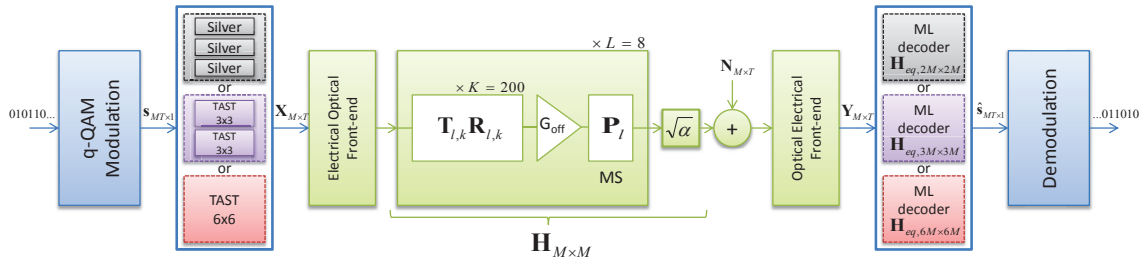 010110...
q-QAM
Modulation
s_{MT×1}
Silver
Silver
Silver
or
TAST
3x3
TAST
3x3
or
TAST
6x6
X_{M×T}
Electrical Optical
Front-end
× L = 8
× K = 200
T_{l,k} R_{l,k}
G_{off}
P_l
MS
H_{M×M}
√α
N_{M×T}
+
Optical Electrical
Front-end
Y_{M×T}
ML
decoder
H_{eq,2M×2M}
or
ML
decoder
H_{eq,3M×3M}
or
ML
decoder
H_{eq,6M×6M}
ŝ_{MT×1}
Demodulation
...011010